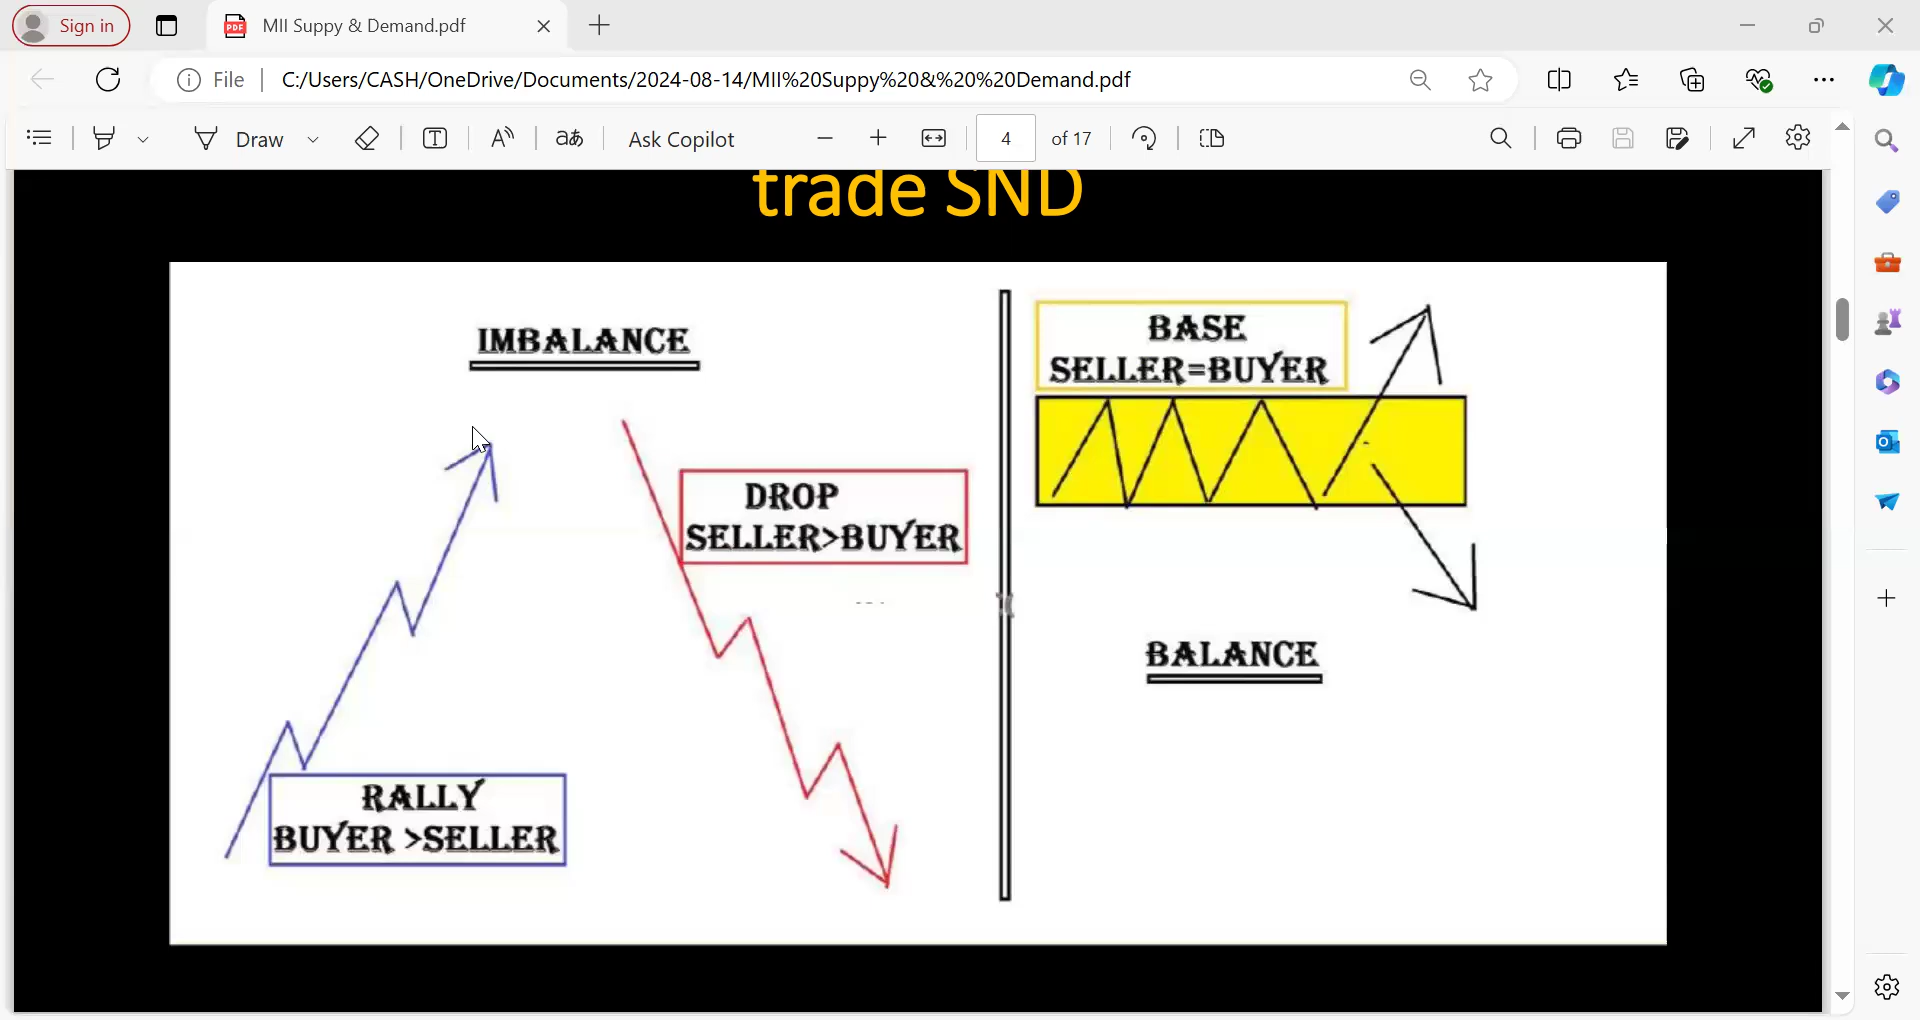 Sign in
MII Suppy & Demand.pdf
File
C:/Users/CASH/OneDrive/Documents/2024-08-14/MII%20Suppy%20&%20%20Demand.pdf
Draw
Ask Copilot
4 of 17
trade SND
IMBALANCE
BASE
SELLER=BUYER
DROP
SELLER>BUYER
BALANCE
RALLY
BUYER >SELLER